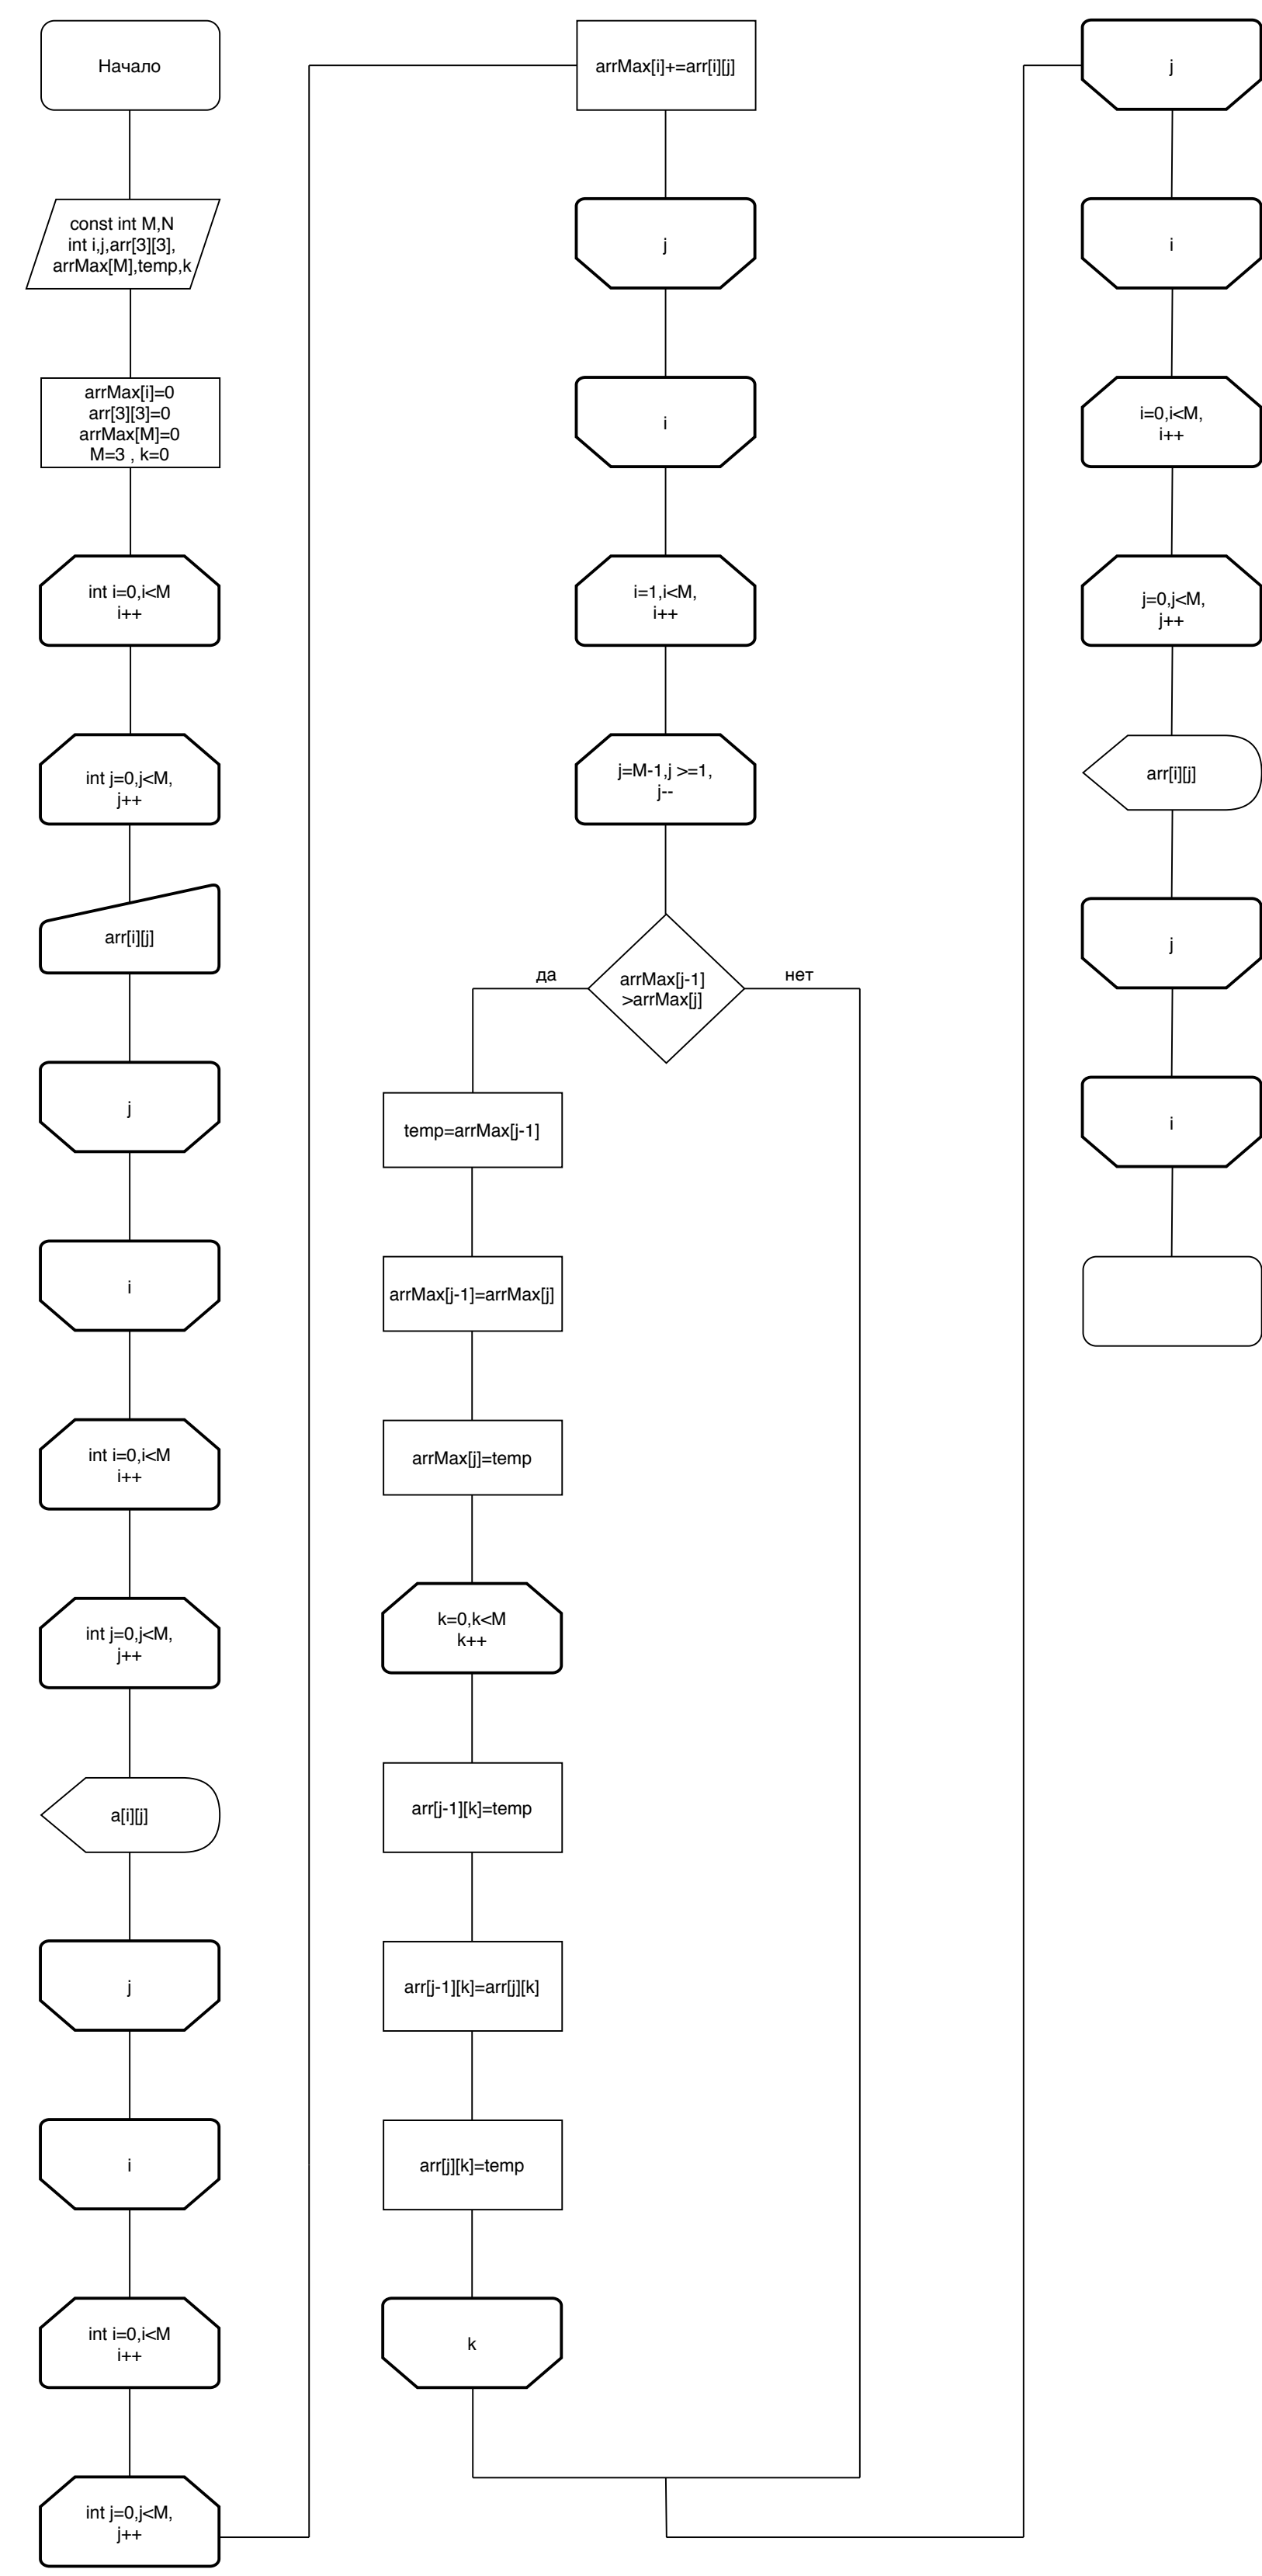 Начало
const int M,N
int i,j,arr[3][3],
arrMax[M],temp,k
arrMax[i]=0
arr[3][3]=0
arrMax[M]=0
M=3 , k=0
int i=0,i<M
i++
int j=0,j<M,
j++
arr[i][j]
j
i
int i=0,i<M
i++
int j=0,j<M,
j++
a[i][j]
j
i
int i=0,i<M
i++
int j=0,j<M,
j++
arrMax[i]+=arr[i][j]
j
i
i=1,i<M,
i++
j=M-1,j >=1,
j--
arrMax[j-1]
>arrMax[j]
да
нет
temp=arrMax[j-1]
arrMax[j-1]=arrMax[j]
arrMax[j]=temp
k=0,k<M
k++
arr[j-1][k]=temp
arr[j-1][k]=arr[j][k]
arr[j][k]=temp
k
j
i
i=0,i<M,
i++
j=0,j<M,
j++
arr[i][j]
j
i